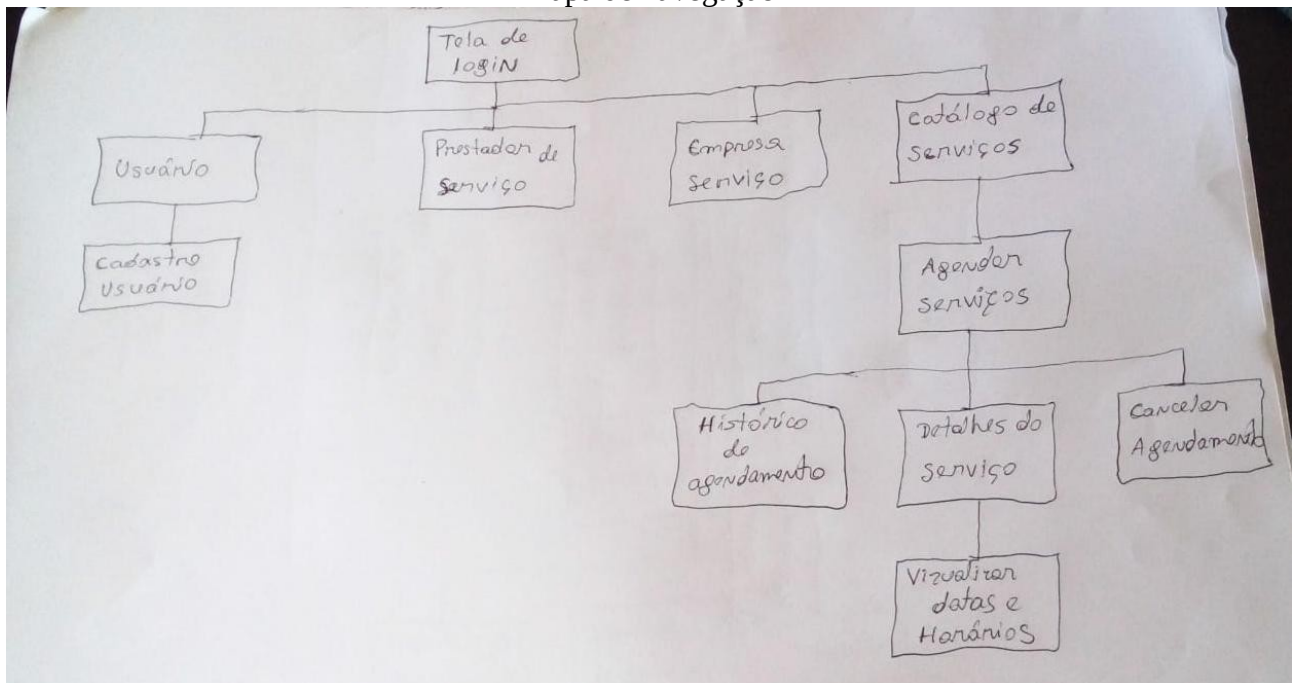 Tela de
login
Usuário
Prestador de
Serviço
Empresa
Serviço
Catálogo de
Serviços
Cadastro
Usuário
Agendar
Serviços
Histórico
de
agendamento
Detalhes do
Serviço
Cancelar
Agendamento
Vizualizar
datas e
Horários